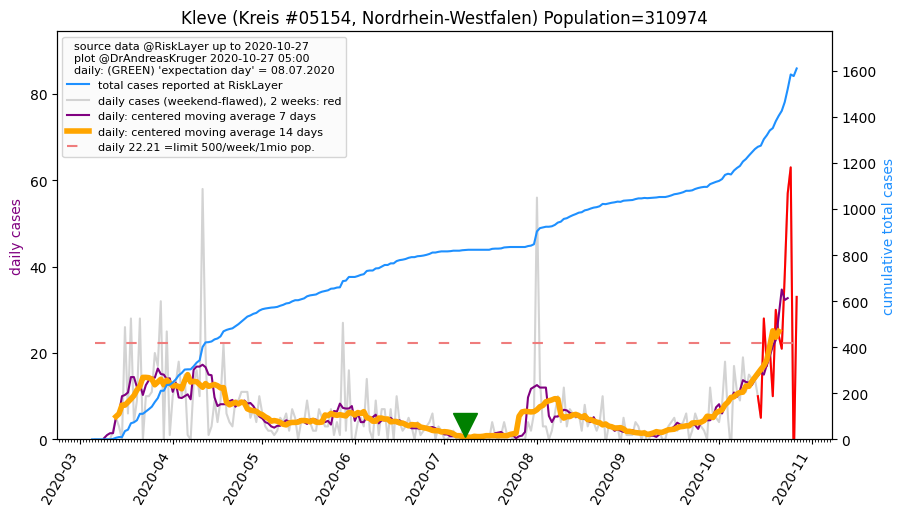 Kleve (Kreis #05154, Nordrhein-Westfalen) Population=310974
source data @RiskLayer up to 2020-10-27
plot @DrAndreasKruger 2020-10-27 05:00
daily: (GREEN) 'expectation day' = 08.07.2020
total cases reported at RiskLayer
daily cases (weekend-flawed), 2 weeks: red
daily: centered moving average 7 days
daily: centered moving average 14 days
daily 22.21 =limit 500/week/1mio pop.
daily cases
80
60
40
20
0
cumulative total cases
1600
1400
1200
1000
800
600
400
200
0
2020-03
2020-04
2020-05
2020-06
2020-07
2020-08
2020-09
2020-10
2020-11